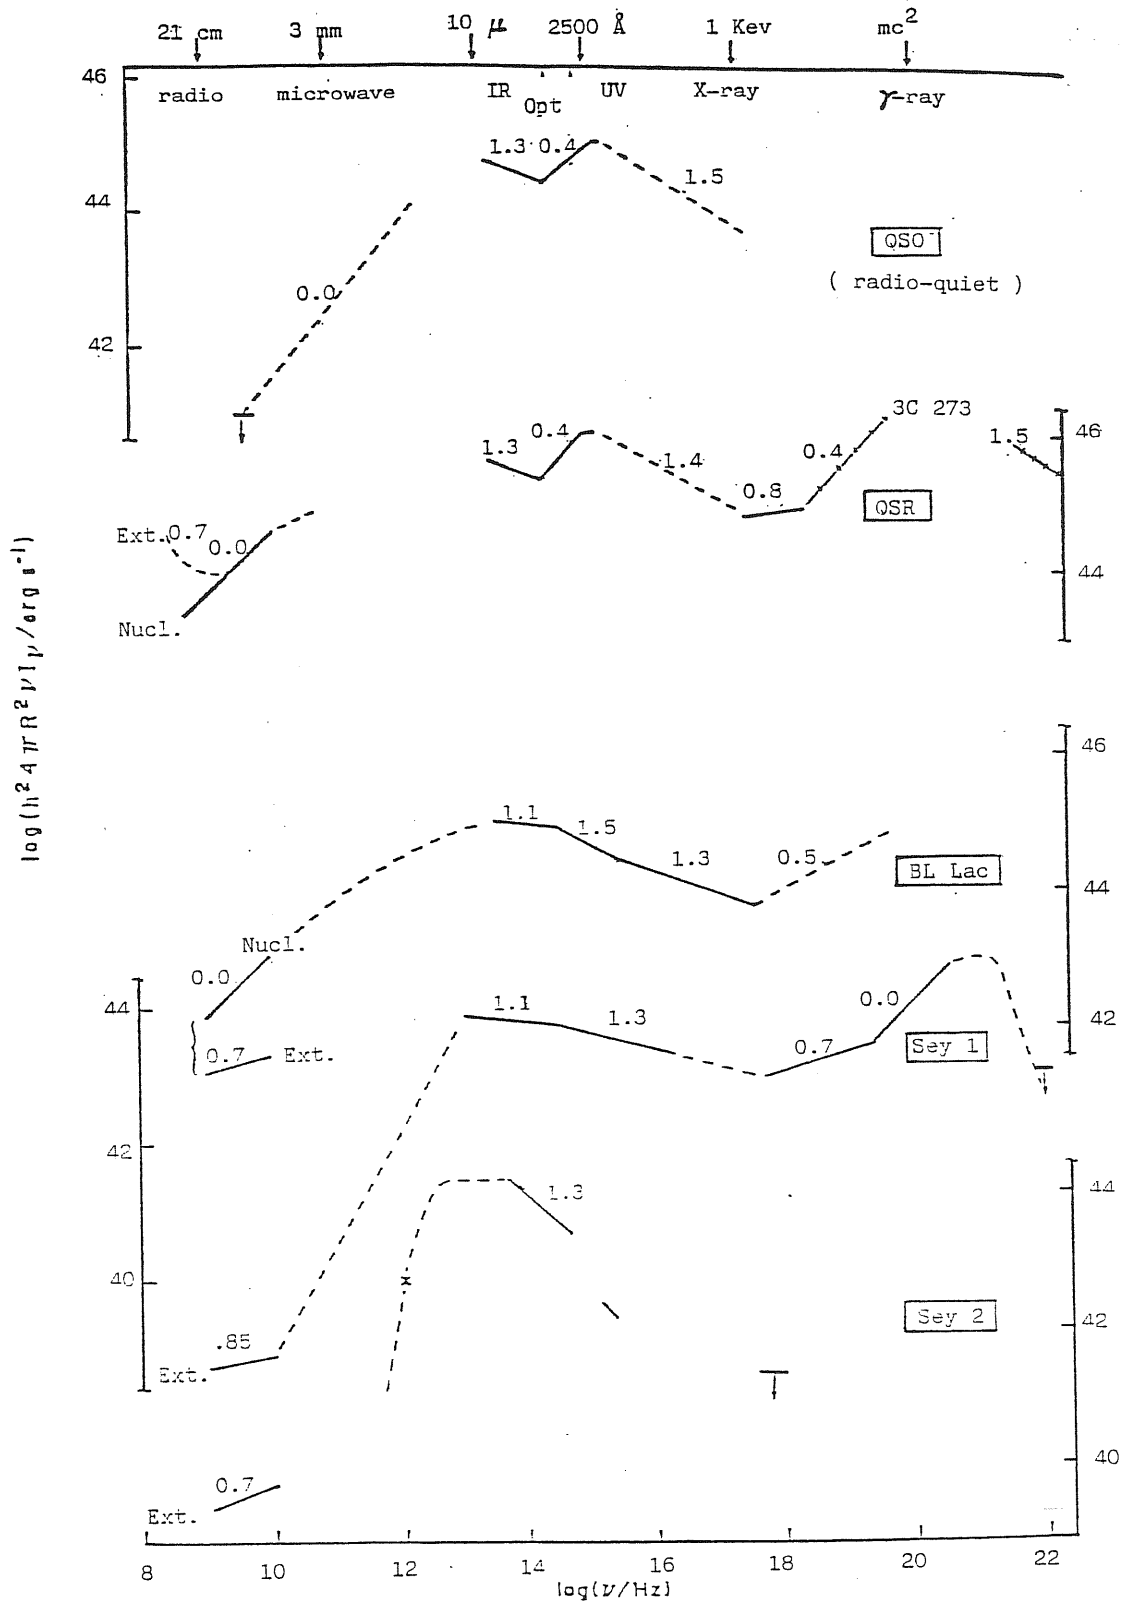 21 cm 3 mm 10 μ 2500 Å 1 Kev mc²
46
radio microwave IR Opt UV X-ray γ-ray
1.3 0.4
1.5
44
QSO
( radio-quiet )
0.0
42
3C 273
1.3 0.4 1.4 0.8 0.4 1.5 46
QSR
Ext. 0.7 0.0
44
Nucl.
log(h² 4πR² νIν/erg s⁻¹)
46
1.1 1.5 1.3 0.5
BL Lac
44
Nucl.
0.0
44
1.1 1.3 0.0
42
0.7 Ext.
0.7
Sey 1
42
1.3
44
40
Sey 2
42
.85
Ext.
40
0.7
Ext.
8 10 12 14 16 18 20 22
log(ν/Hz)